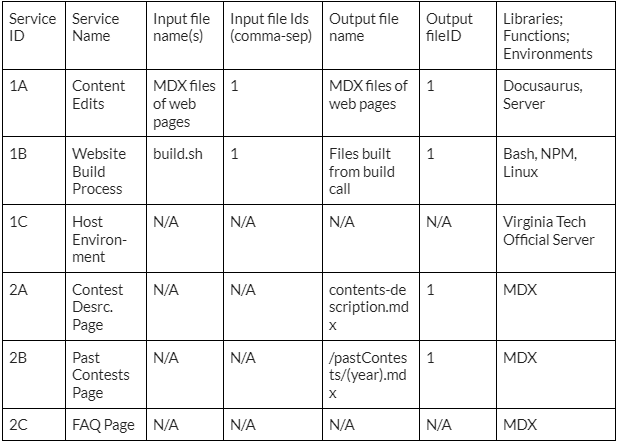 Service ID | Service Name | Input file name(s) | Input file Ids (comma-sep) | Output file name | Output fileID | Libraries; Functions; Environments
1A | Content Edits | MDX files of web pages | 1 | MDX files of web pages | 1 | Docusaurus, Server
1B | Website Build Process | build.sh | 1 | Files built from build call | 1 | Bash, NPM, Linux
1C | Host Environ-ment | N/A | N/A | N/A | N/A | Virginia Tech Official Server
2A | Contest Desrc. Page | N/A | N/A | contents-description.mdx | 1 | MDX
2B | Past Contests Page | N/A | N/A | /pastContests/(year).mdx | 1 | MDX
2C | FAQ Page | N/A | N/A | N/A | N/A | MDX